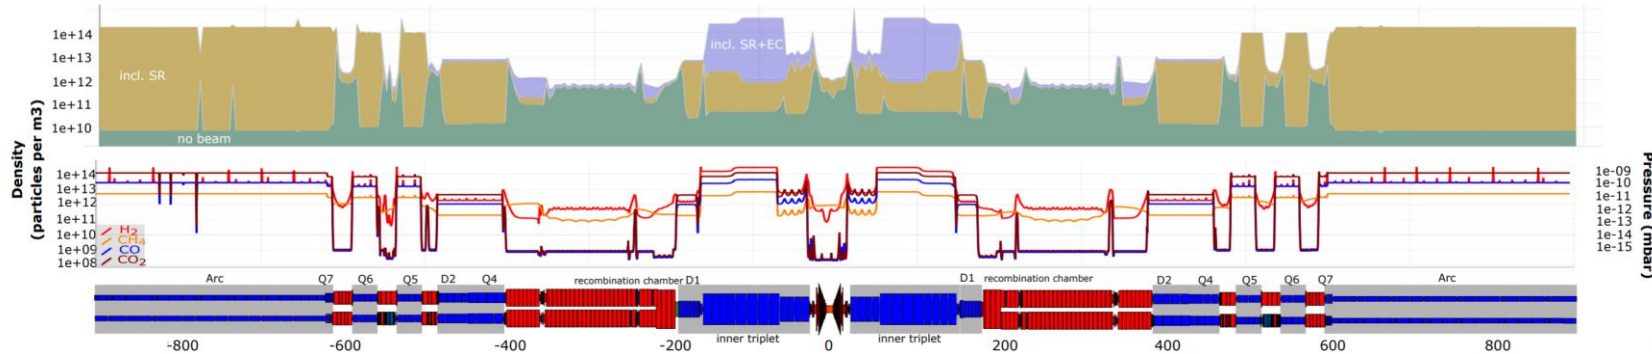 incl. SR
no beam
incl. SR+EC
1e+14
1e+13
1e+12
1e+11
1e+10
Density
(particles per m3)
1e+14
1e+13
1e+12
1e+11
1e+10
1e+09
1e+08
H2
CH4
CO
CO2
1e-09
1e-10
1e-11
1e-12
1e-13
1e-14
1e-15
Pressure (mbar)
Arc Q7 Q6 Q5 D2 Q4 recombination chamber D1 D1 recombination chamber D2 Q4 Q5 Q6 Q7 Arc
inner triplet inner triplet
-800 -600 -400 -200 0 200 400 600 800